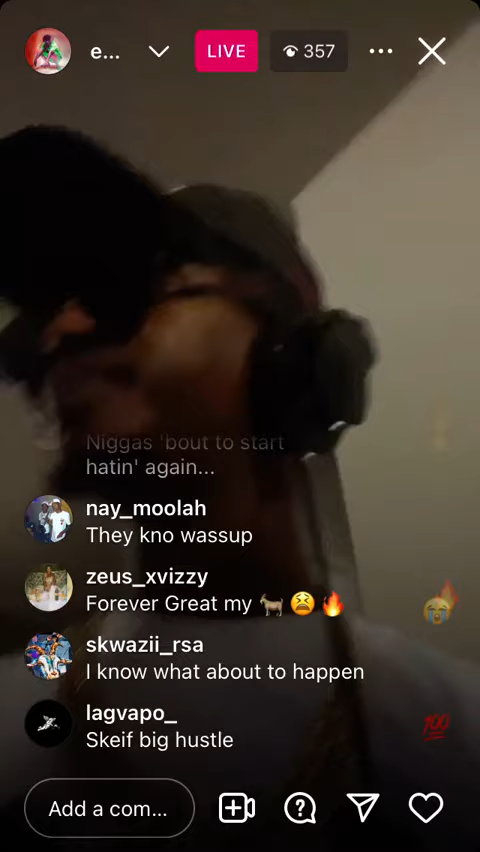 e...
LIVE
357
Niggas 'bout to start
hatin' again...
nay_moolah
They kno wassup
zeus_xvizzy
Forever Great my 🐐😫🔥
skwazii_rsa
I know what about to happen
lagvapo_
Skeif big hustle
💯
Add a com...